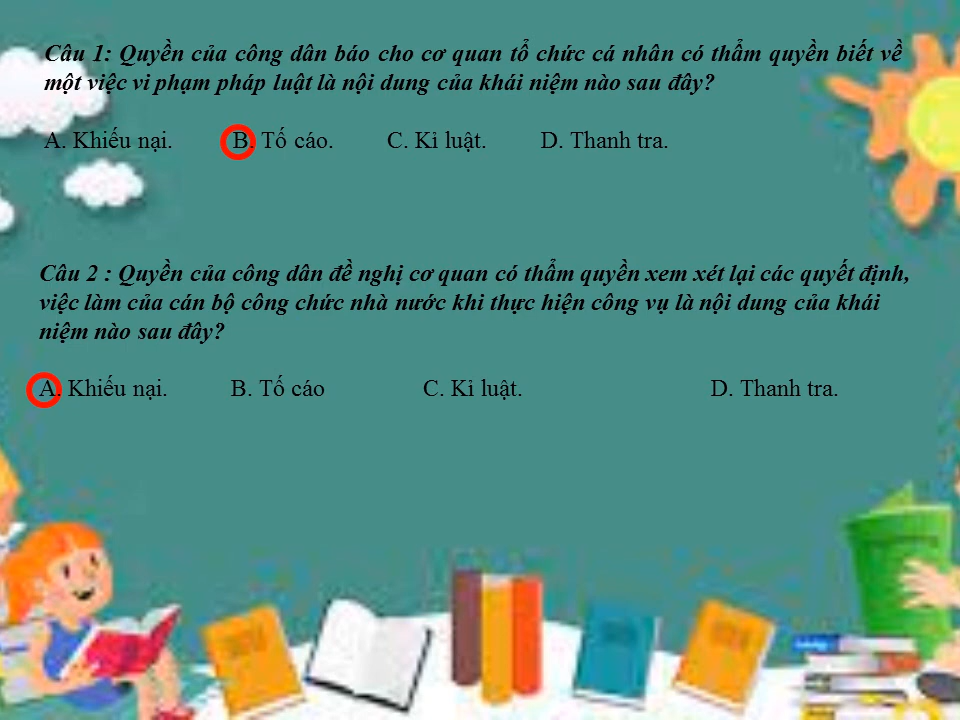 Câu 1: Quyền của công dân báo cho cơ quan tổ chức cá nhân có thẩm quyền biết về
một việc vi phạm pháp luật là nội dung của khái niệm nào sau đây?
A. Khiếu nại. B. Tố cáo. C. Kỉ luật. D. Thanh tra.
Câu 2 : Quyền của công dân đề nghị cơ quan có thẩm quyền xem xét lại các quyết định,
việc làm của cán bộ công chức nhà nước khi thực hiện công vụ là nội dung của khái
niệm nào sau đây?
A. Khiếu nại. B. Tố cáo C. Kỉ luật. D. Thanh tra.